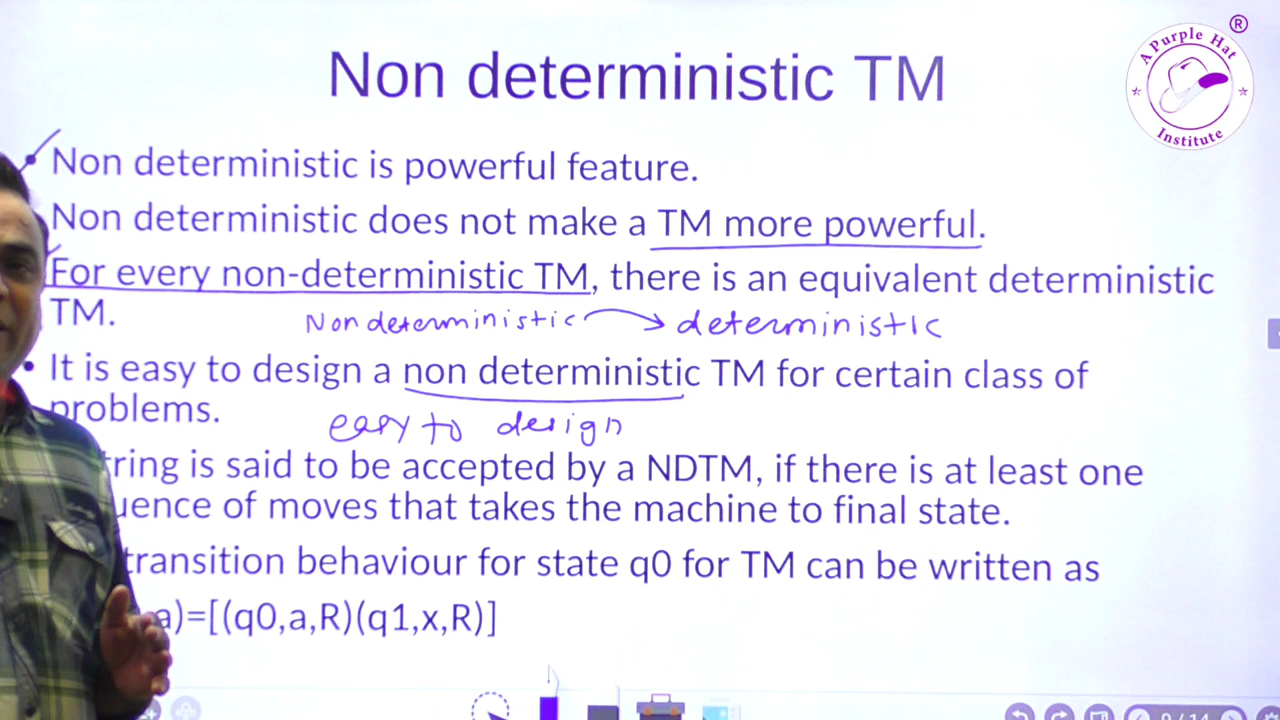 A Purple Hat
Institute
®
Non deterministic TM
Non deterministic is powerful feature.
Non deterministic does not make a TM more powerful.
For every non-deterministic TM, there is an equivalent deterministic
TM.
Non deterministic → deterministic
• It is easy to design a non deterministic TM for certain class of
problems.
easy to design
tring is said to be accepted by a NDTM, if there is at least one
uence of moves that takes the machine to final state.
transition behaviour for state q0 for TM can be written as
a)=[(q0,a,R)(q1,x,R)]